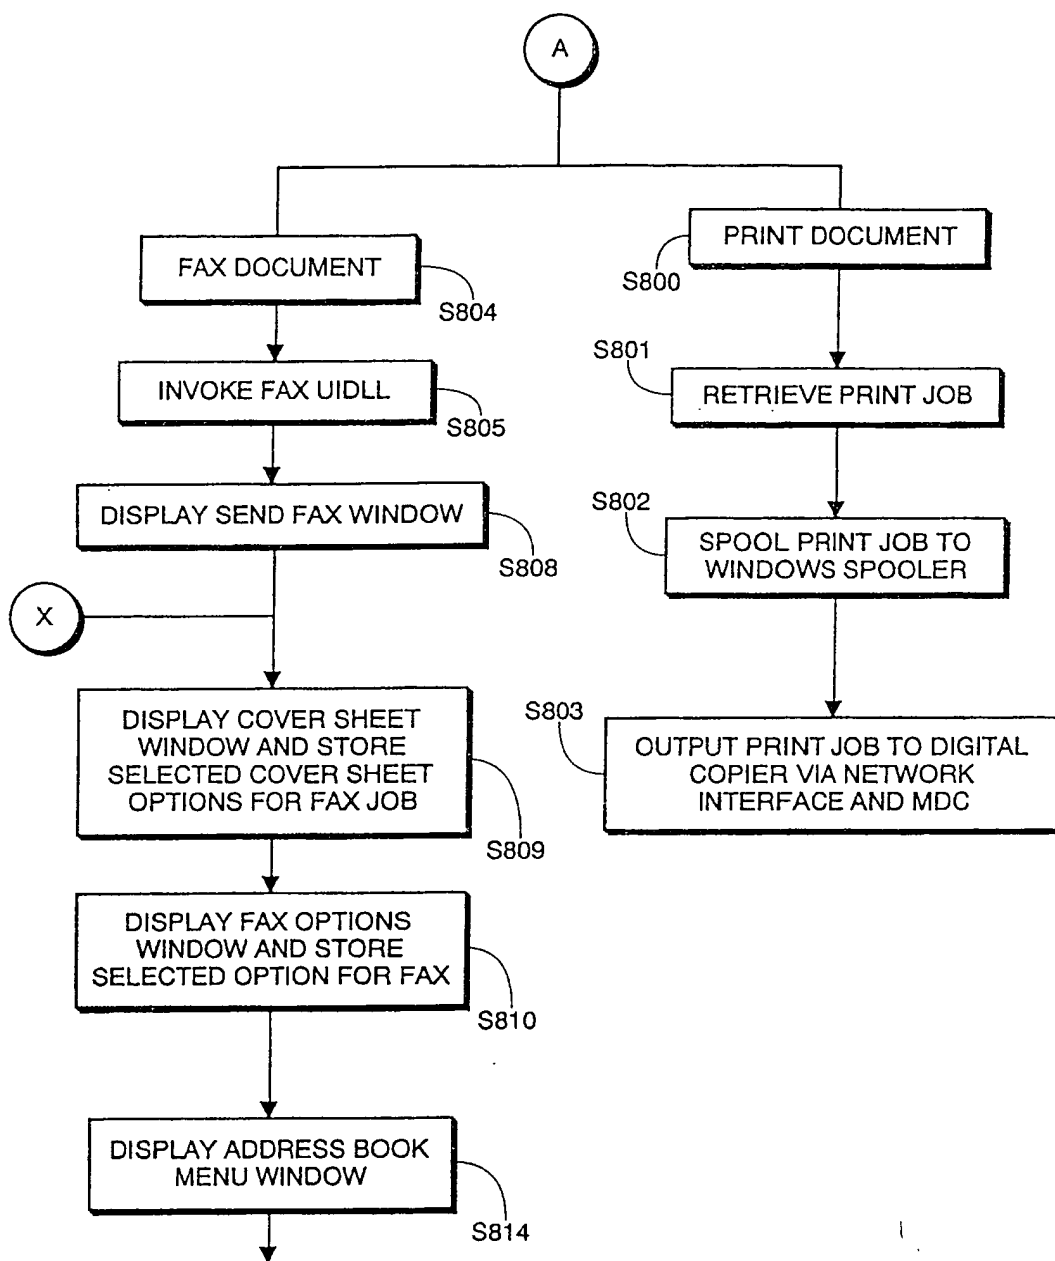 A
FAX DOCUMENT
S804
INVOKE FAX UIDLL
S805
DISPLAY SEND FAX WINDOW
S808
X
DISPLAY COVER SHEET
WINDOW AND STORE
SELECTED COVER SHEET
OPTIONS FOR FAX JOB
S809
DISPLAY FAX OPTIONS
WINDOW AND STORE
SELECTED OPTION FOR FAX
S810
DISPLAY ADDRESS BOOK
MENU WINDOW
S814
PRINT DOCUMENT
S800
S801
RETRIEVE PRINT JOB
S802
SPOOL PRINT JOB TO
WINDOWS SPOOLER
S803
OUTPUT PRINT JOB TO DIGITAL
COPIER VIA NETWORK
INTERFACE AND MDC